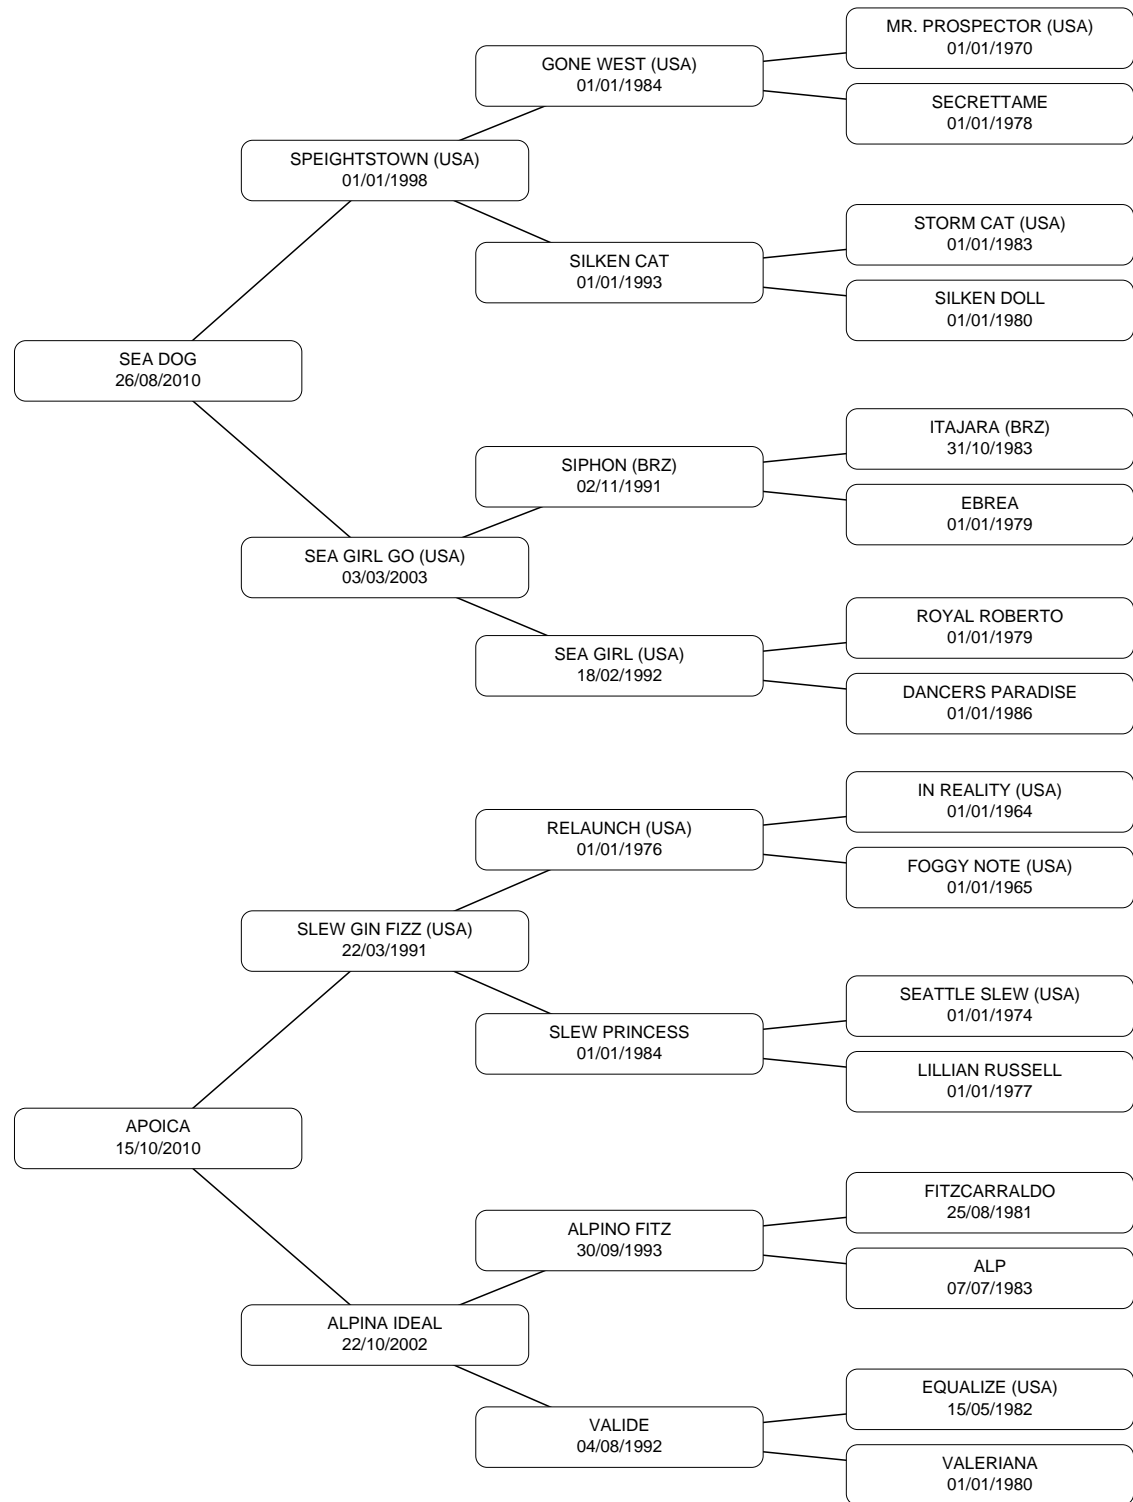 MR. PROSPECTOR (USA)
01/01/1970
GONE WEST (USA)
01/01/1984
SECRETTAME
01/01/1978
SPEIGHTSTOWN (USA)
01/01/1998
STORM CAT (USA)
01/01/1983
SILKEN CAT
01/01/1993
SILKEN DOLL
01/01/1980
SEA DOG
26/08/2010
ITAJARA (BRZ)
31/10/1983
SIPHON (BRZ)
02/11/1991
EBREA
01/01/1979
SEA GIRL GO (USA)
03/03/2003
ROYAL ROBERTO
01/01/1979
SEA GIRL (USA)
18/02/1992
DANCERS PARADISE
01/01/1986
IN REALITY (USA)
01/01/1964
RELAUNCH (USA)
01/01/1976
FOGGY NOTE (USA)
01/01/1965
SLEW GIN FIZZ (USA)
22/03/1991
SEATTLE SLEW (USA)
01/01/1974
SLEW PRINCESS
01/01/1984
LILLIAN RUSSELL
01/01/1977
APOICA
15/10/2010
FITZCARRALDO
25/08/1981
ALPINO FITZ
30/09/1993
ALP
07/07/1983
ALPINA IDEAL
22/10/2002
EQUALIZE (USA)
15/05/1982
VALIDE
04/08/1992
VALERIANA
01/01/1980